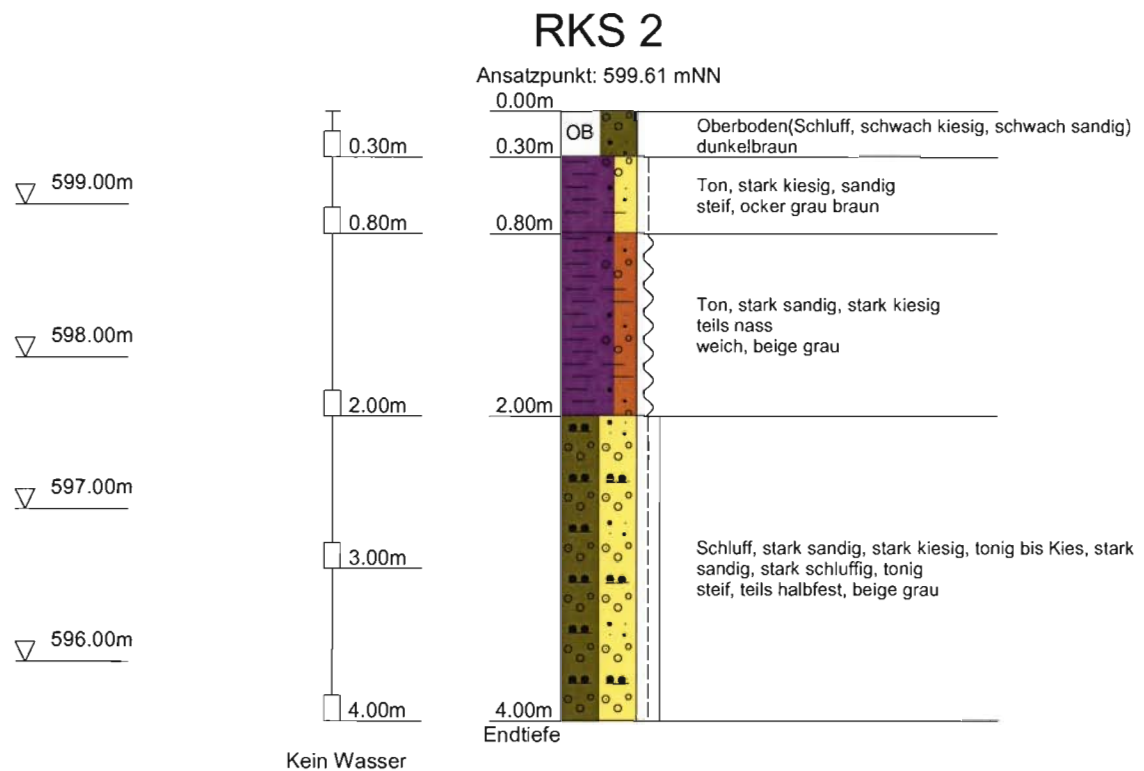 RKS 2
Ansatzpunkt: 599.61 mNN
0.00m
OB
Oberboden(Schluff, schwach kiesig, schwach sandig)
dunkelbraun
0.30m
0.30m
599.00m
Ton, stark kiesig, sandig
steif, ocker grau braun
0.80m
0.80m
Ton, stark sandig, stark kiesig
teils nass
weich, beige grau
598.00m
2.00m
2.00m
597.00m
3.00m
Schluff, stark sandig, stark kiesig, tonig bis Kies, stark
sandig, stark schluffig, tonig
steif, teils halbfest, beige grau
596.00m
4.00m
4.00m
Endtiefe
Kein Wasser